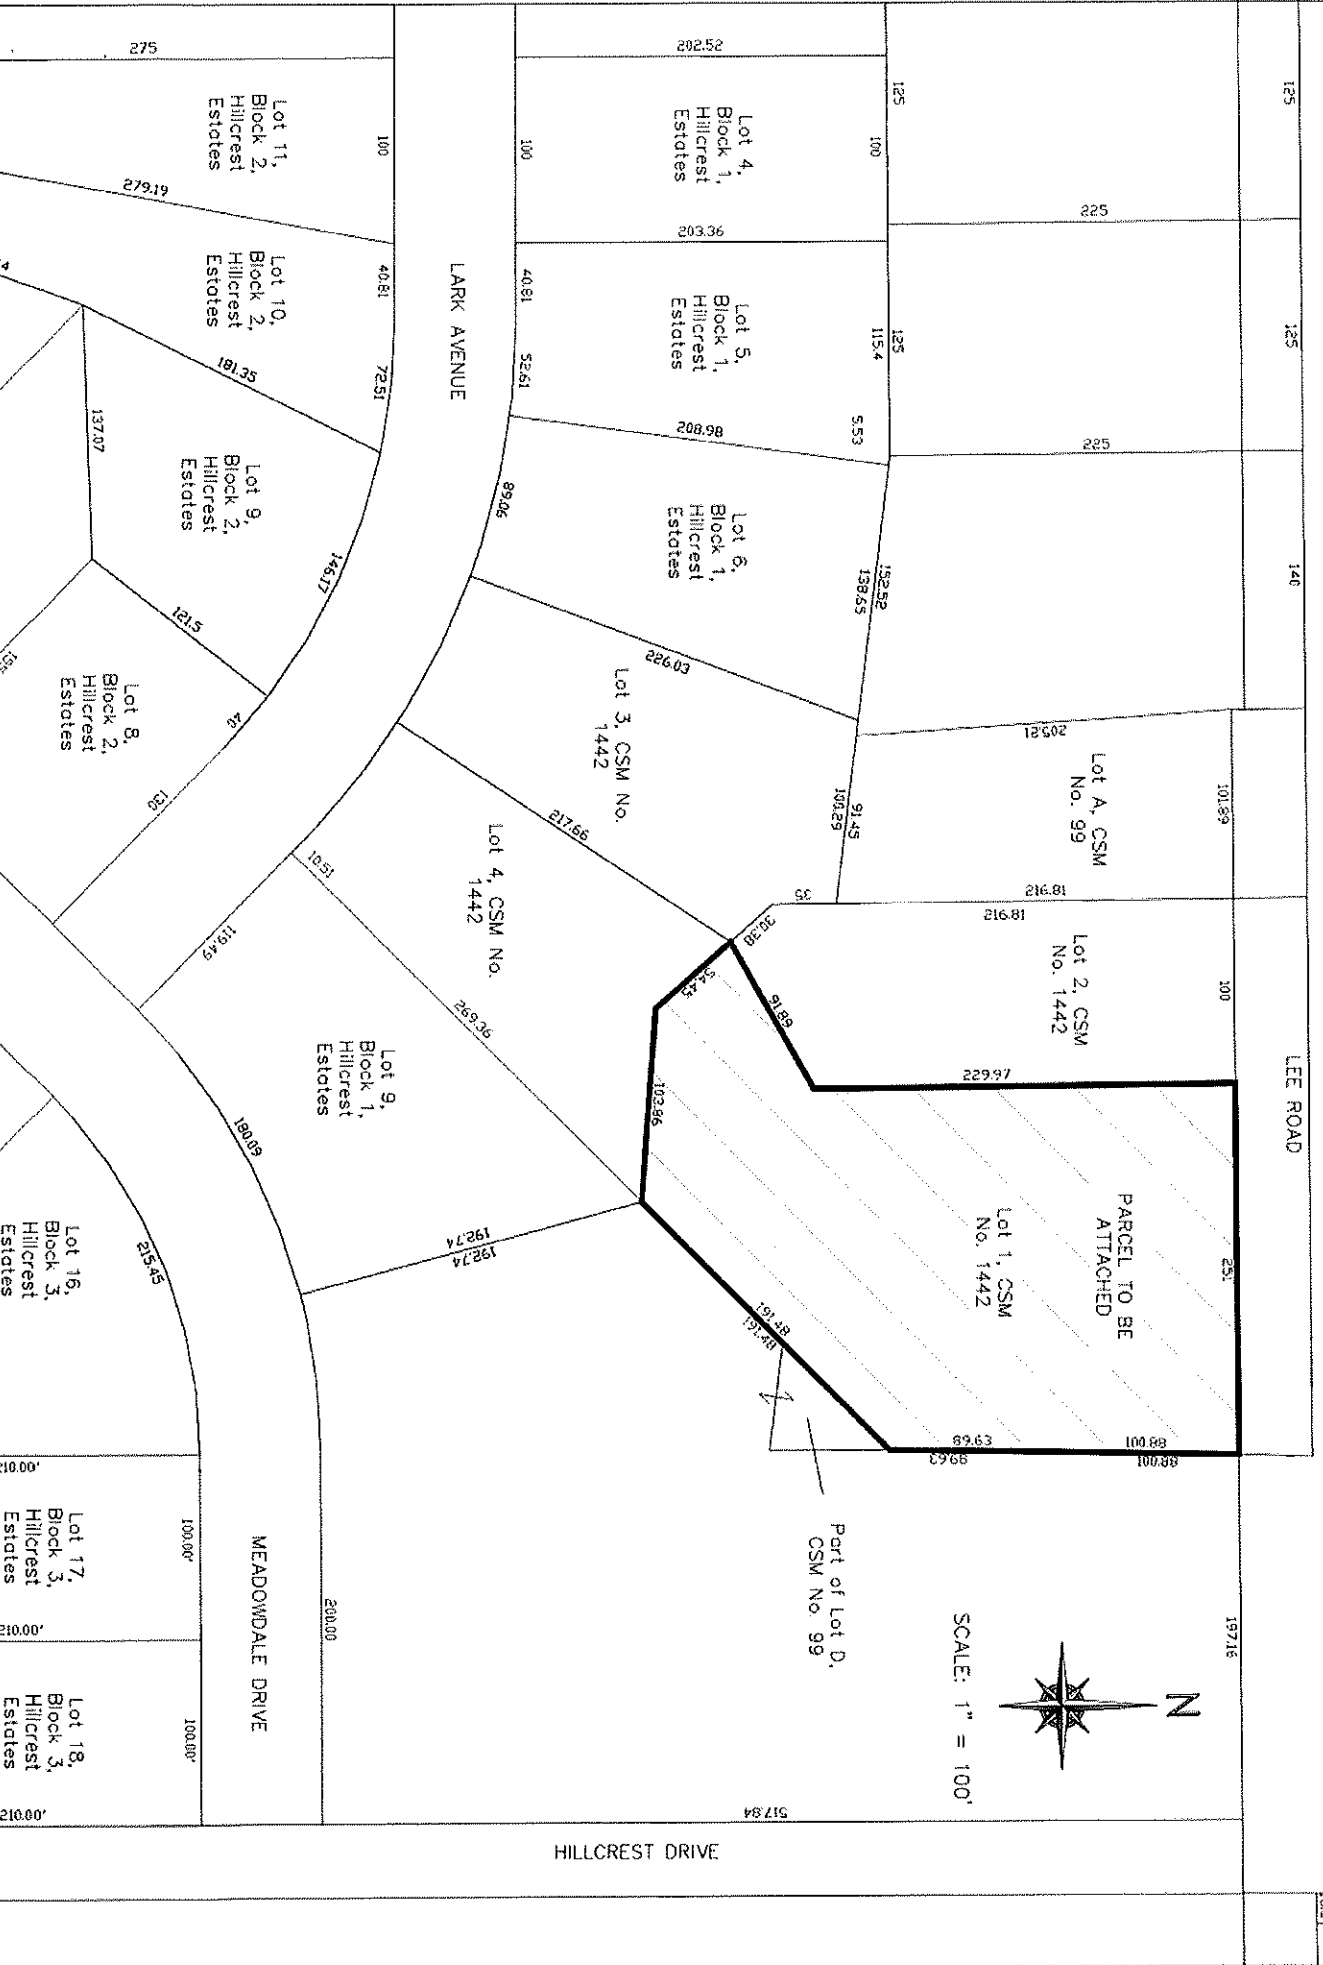 125
125
140
LEE ROAD
101.89
100
251
197.16
225
225
205.21
216.81
216.81
229.97
100.88
100.88
89.63
89.63
Lot A, CSM
No. 99
Lot 2, CSM
No. 1442
PARCEL TO BE
ATTACHED
Lot 1, CSM
No. 1442
N
SCALE: 1" = 100'
125
100
125
115.4
5.53
152.52
138.65
91.45
100.29
35
30.38
54.45
91.89
103.86
191.48
191.48
Z
Part of Lot D,
CSM No. 99
202.52
203.36
208.98
226.03
217.66
269.36
192.74
192.74
517.84
Lot 4,
Block 1,
Hillcrest
Estates
Lot 5,
Block 1,
Hillcrest
Estates
Lot 6,
Block 1,
Hillcrest
Estates
Lot 3, CSM No.
1442
Lot 4, CSM No.
1442
Lot 9,
Block 1,
Hillcrest
Estates
100
40.81
52.61
89.06
10.51
119.49
180.09
200.00
LARK AVENUE
MEADOWDALE DRIVE
HILLCREST DRIVE
100
40.81
72.51
146.17
40
130
215.45
100.00'
100.00'
275
279.19
181.35
137.07
121.5
155
210.00'
210.00'
210.00'
Lot 11,
Block 2,
Hillcrest
Estates
Lot 10,
Block 2,
Hillcrest
Estates
Lot 9,
Block 2,
Hillcrest
Estates
Lot 8,
Block 2,
Hillcrest
Estates
Lot 16,
Block 3,
Hillcrest
Estates
Lot 17,
Block 3,
Hillcrest
Estates
Lot 18,
Block 3,
Hillcrest
Estates